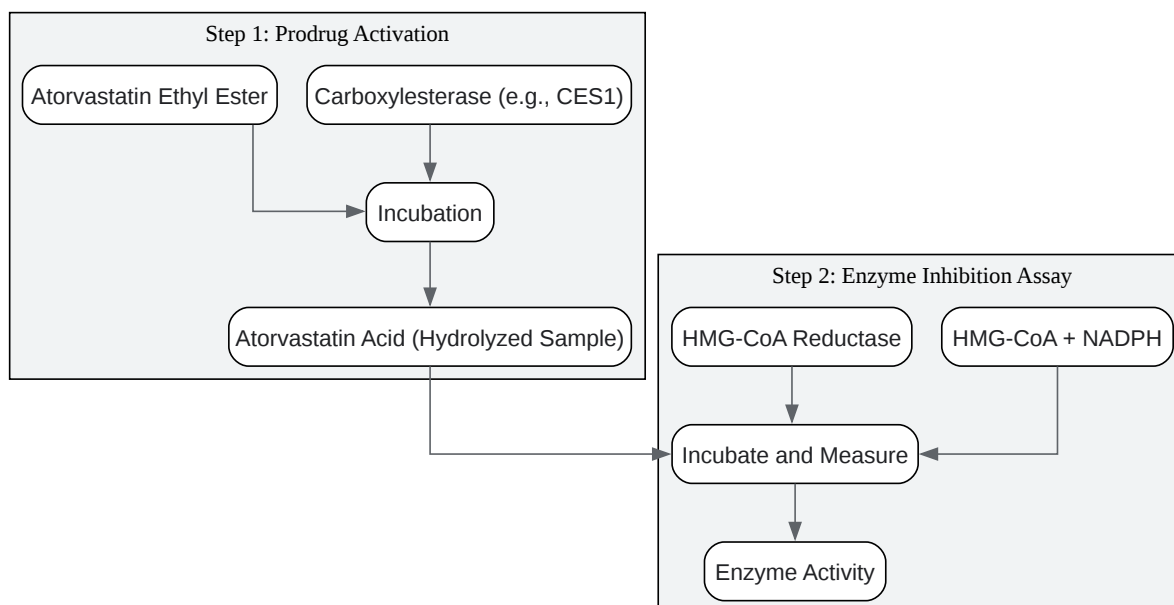 Step 1: Prodrug Activation
Atorvastatin Ethyl Ester
Carboxylesterase (e.g., CES1)
Incubation
Atorvastatin Acid (Hydrolyzed Sample)
Step 2: Enzyme Inhibition Assay
HMG-CoA Reductase
HMG-CoA + NADPH
Incubate and Measure
Enzyme Activity